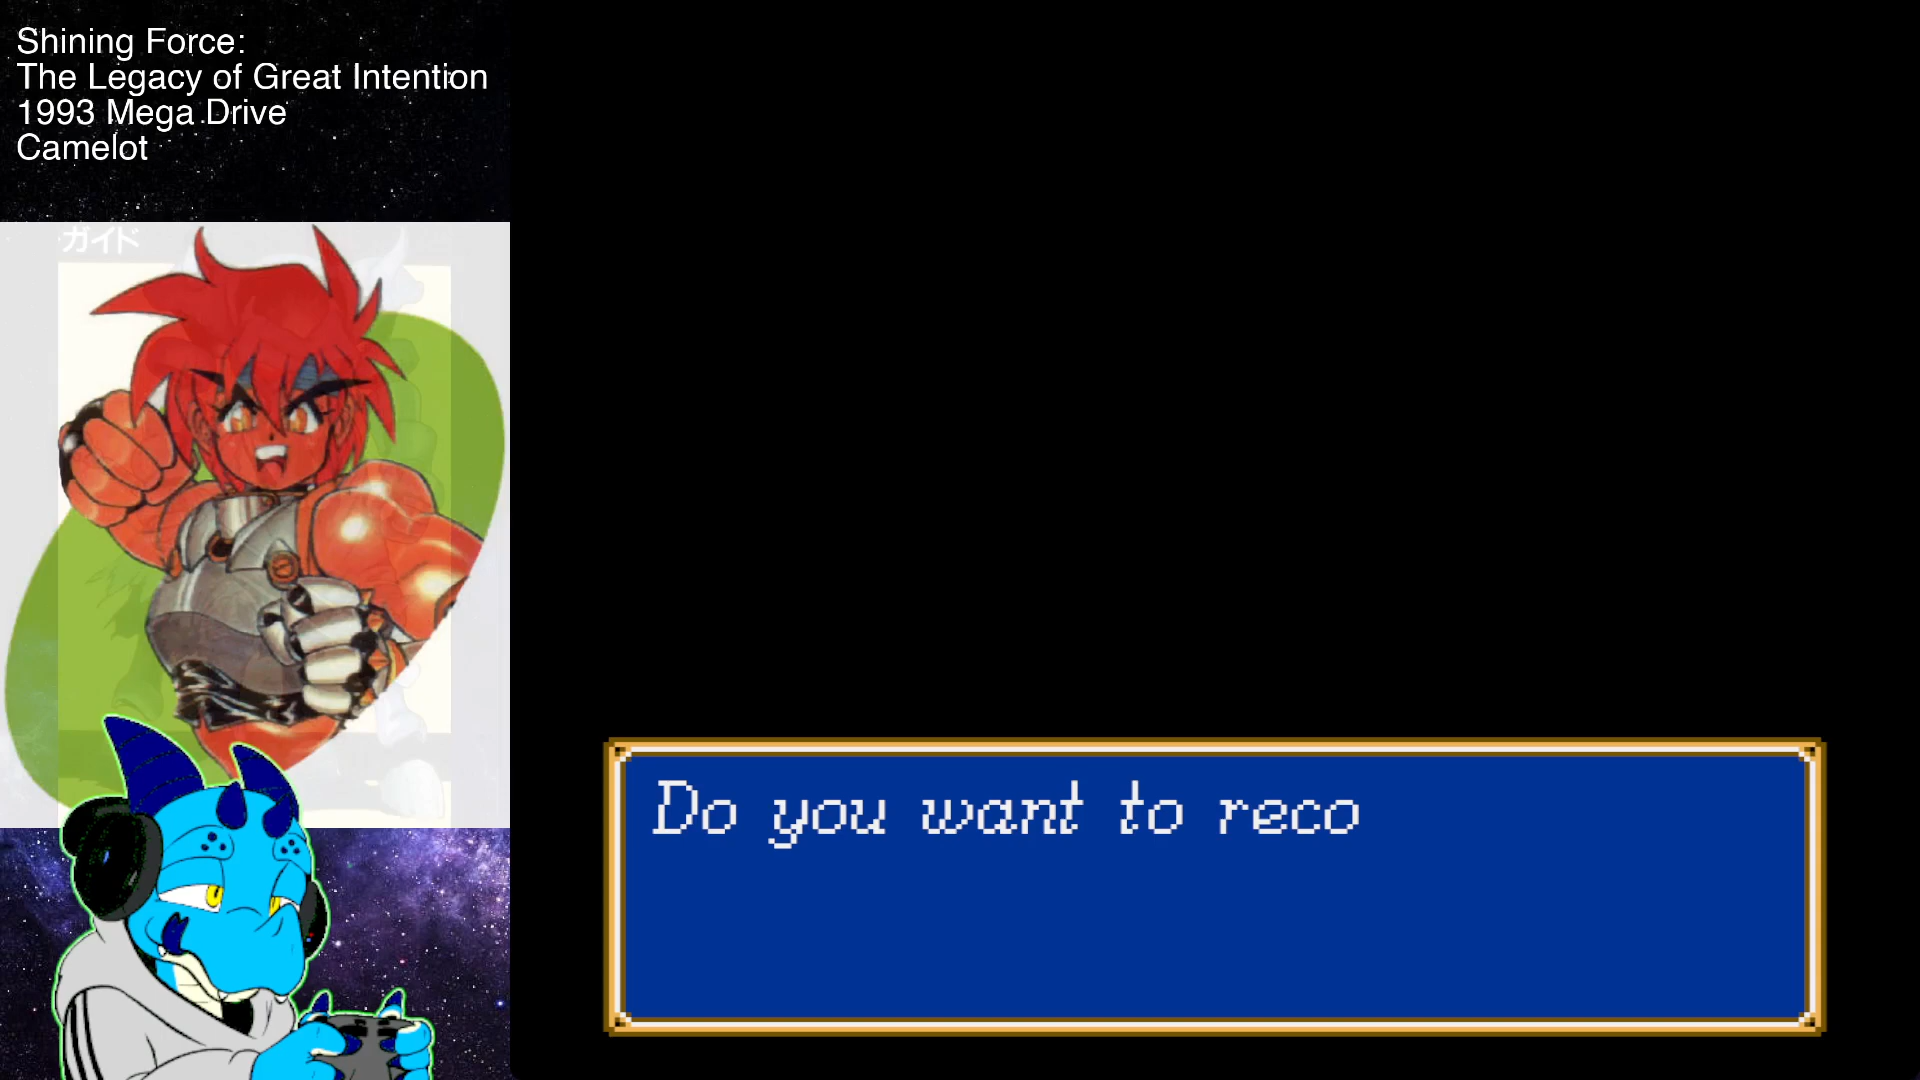 Shining Force:
The Legacy of Great Intention
1993 Mega Drive
Camelot
ガイド
Do you want to reco